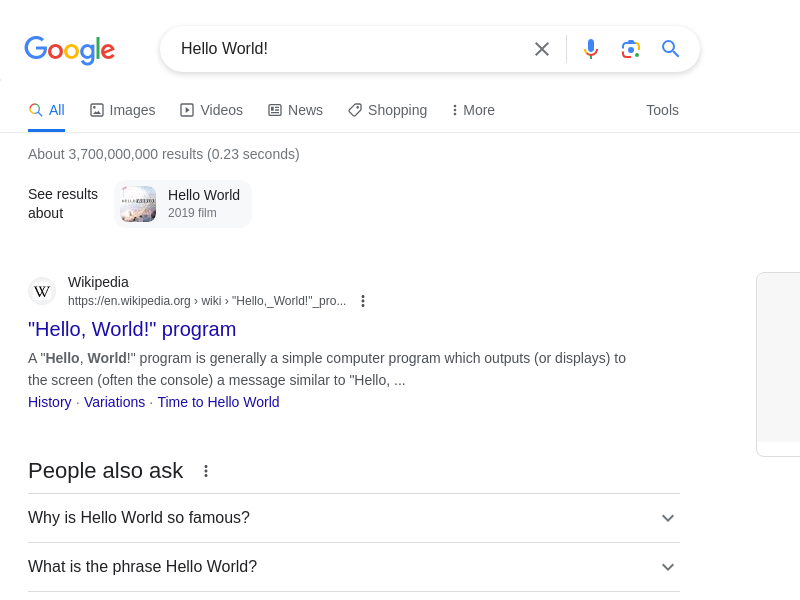 Google
Hello World!
All
Images
Videos
News
Shopping
More
Tools
About 3,700,000,000 results (0.23 seconds)
See results
about
Hello World
2019 film
W
Wikipedia
https://en.wikipedia.org › wiki › "Hello,_World!"_pro...
"Hello, World!" program
A "Hello, World!" program is generally a simple computer program which outputs (or displays) to
the screen (often the console) a message similar to "Hello, ...
History · Variations · Time to Hello World
People also ask
Why is Hello World so famous?
What is the phrase Hello World?